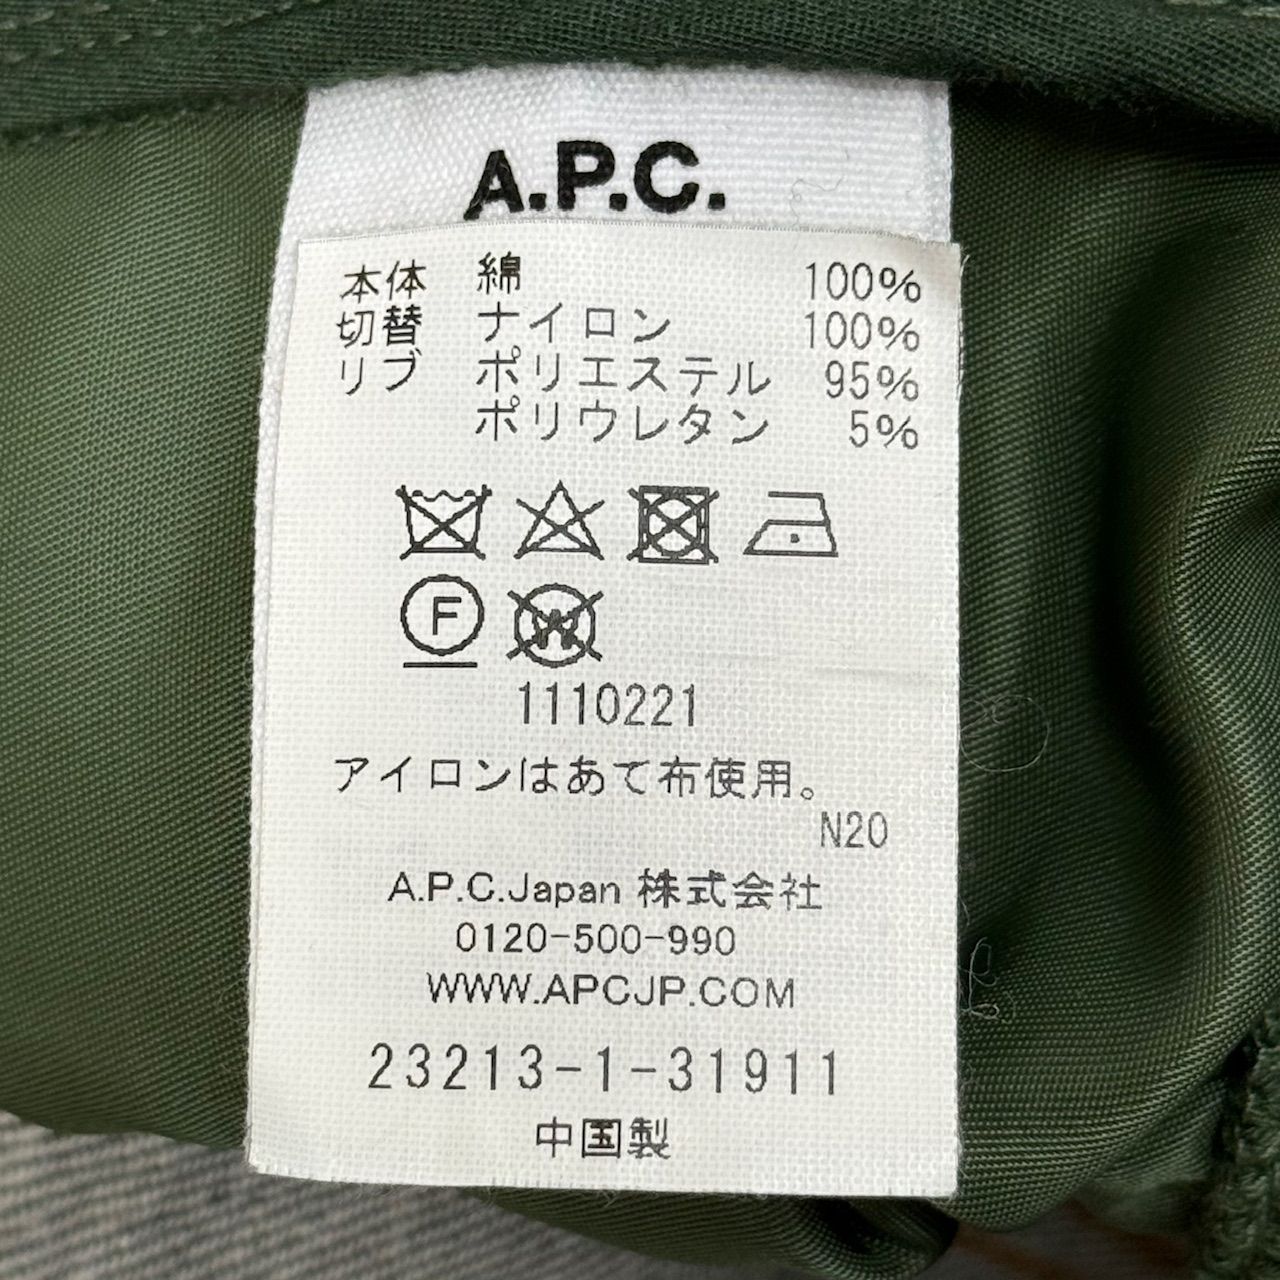 A.P.C.
本体 綿 100%
切替 ナイロン 100%
リブ ポリエステル 95%
ポリウレタン 5%
F
W
1110221
アイロンはあて布使用。
N20
A.P.C.Japan 株式会社
0120-500-990
WWW.APCJP.COM
23213-1-31911
中国製